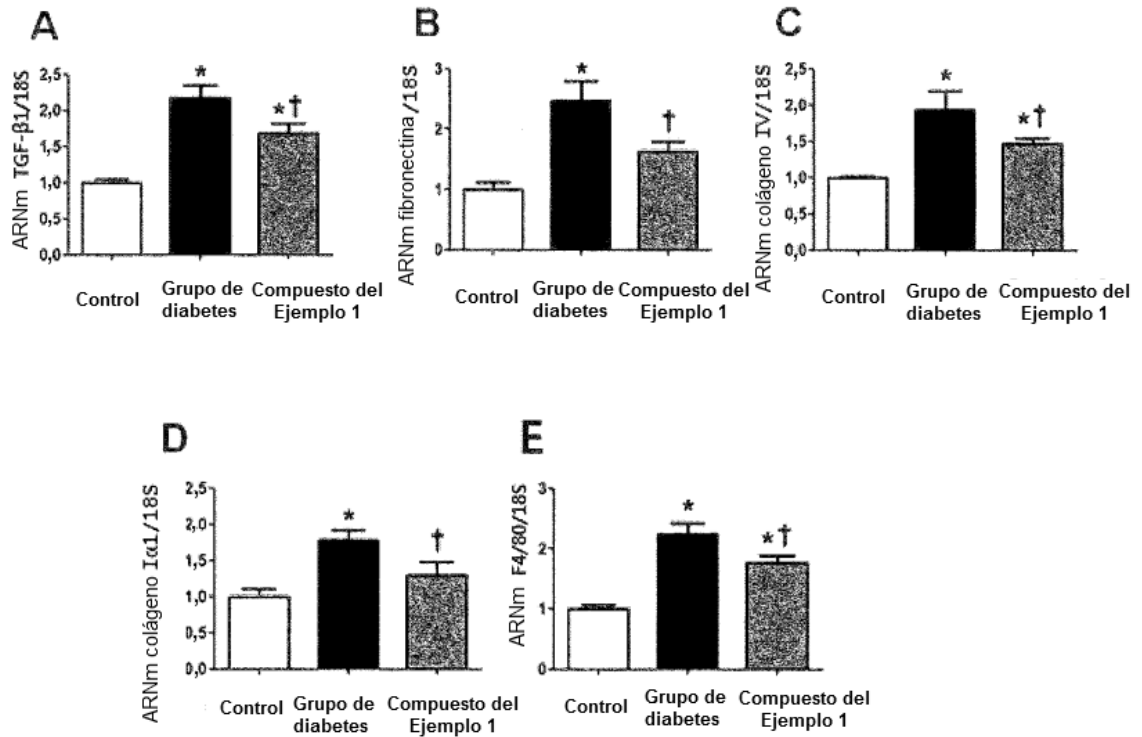 A
ARNm TGF-β1/18S
2,5
2,0
1,5
1,0
0,5
0,0
*
*†
Control
Grupo de
diabetes
Compuesto del
Ejemplo 1
B
ARNm fibronectina /18S
3
2
1
0
*
†
Control
Grupo de
diabetes
Compuesto del
Ejemplo 1
C
ARNm colágeno IV/18S
2,5
2,0
1,5
1,0
0,5
0,0
*
*†
Control
Grupo de
diabetes
Compuesto del
Ejemplo 1
D
ARNm colágeno Iα1/18S
2,5
2,0
1,5
1,0
0,5
0,0
*
†
Control
Grupo de
diabetes
Compuesto del
Ejemplo 1
E
ARNm F4/80/18S
3
2
1
0
*
*†
Control
Grupo de
diabetes
Compuesto del
Ejemplo 1